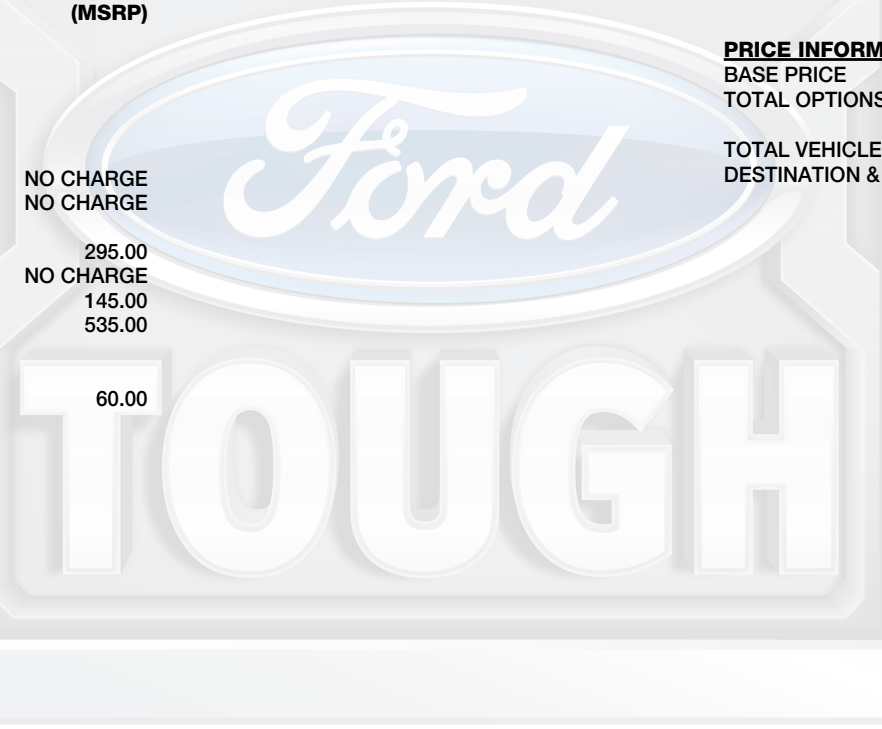 (MSRP)
NO CHARGE
NO CHARGE
295.00
NO CHARGE
145.00
535.00
60.00
PRICE INFORM
BASE PRICE
TOTAL OPTIONS
TOTAL VEHICLE
DESTINATION &
Ford
TOUGH